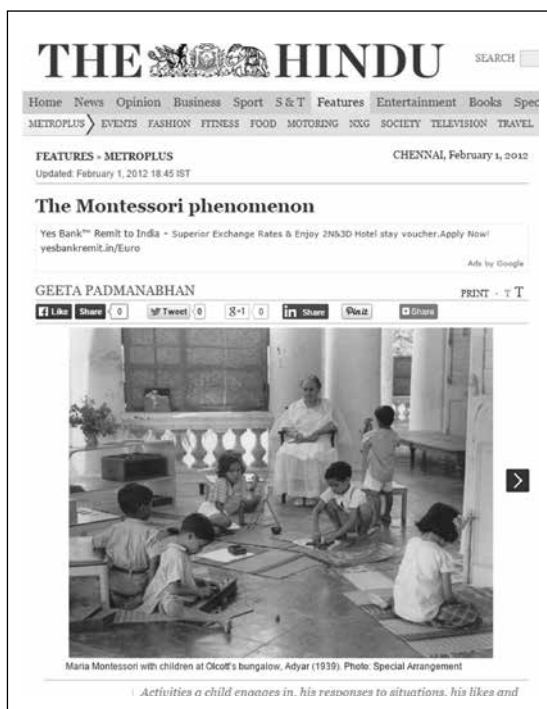 THE HINDU
SEARCH
Home News Opinion Business Sport S & T Features Entertainment Books Spec
METROPLUS EVENTS FASHION FITNESS FOOD MOTORING NXG SOCIETY TELEVISION TRAVEL
FEATURES » METROPLUS
CHENNAI, February 1, 2012
Updated: February 1, 2012 18:45 IST
The Montessori phenomenon
Yes Bank™ Remit to India - Superior Exchange Rates & Enjoy 2N&3D Hotel stay voucher.Apply Now!
yesbankremit.in/Euro
Ads by Google
GEETA PADMANABHAN
PRINT · T T
Like Share 0 Tweet 0 g+1 0 in Share Pin it Share
Maria Montessori with children at Olcott's bungalow, Adyar (1939). Photo: Special Arrangement
Activities a child engages in, his responses to situations, his likes and